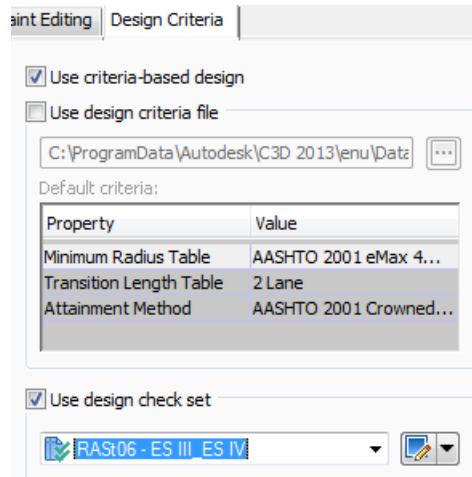 aint Editing Design Criteria
Use criteria-based design
Use design criteria file
C:\ProgramData\Autodesk\C3D 2013\enu\Data
...
Default criteria:
Property Value
Minimum Radius Table AASHTO 2001 eMax 4...
Transition Length Table 2 Lane
Attainment Method AASHTO 2001 Crowned...
Use design check set
RASt06 - ES III_ES IV